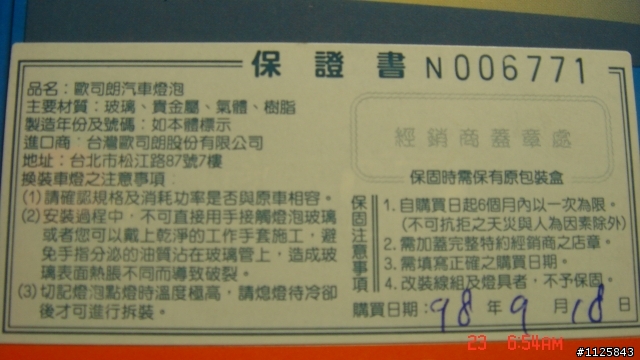 保證書 N006771
品名：歐司朗汽車燈泡
主要材質：玻璃、貴金屬、氣體、樹脂
製造年份及號碼：如本體標示
進口商：台灣歐司朗股份有限公司
地址：台北市松江路87號7樓
換裝車燈之注意事項：
(1)請確認規格及消耗功率是否與原車相容。
(2)安裝過程中，不可直接用手接觸燈泡玻璃
或者您可以戴上乾淨的工作手套施工，避
免手指分泌的油質沾在玻璃管上，造成玻
璃表面熱脹不同而導致破裂。
(3)切記燈泡點燈時溫度極高，請熄燈待冷卻
後才可進行拆裝。
經銷商蓋章處
保固時需保有原包裝盒
保固注意事項
1.自購買日起6個月內以一次為限。
(不可抗拒之天災與人為因素除外)
2.需加蓋完整特約經銷商之店章。
3.需填寫正確之購買日期。
4.改裝線組及燈具者，不予保固。
購買日期：98年9月18日
23 8:54AM
#1125843